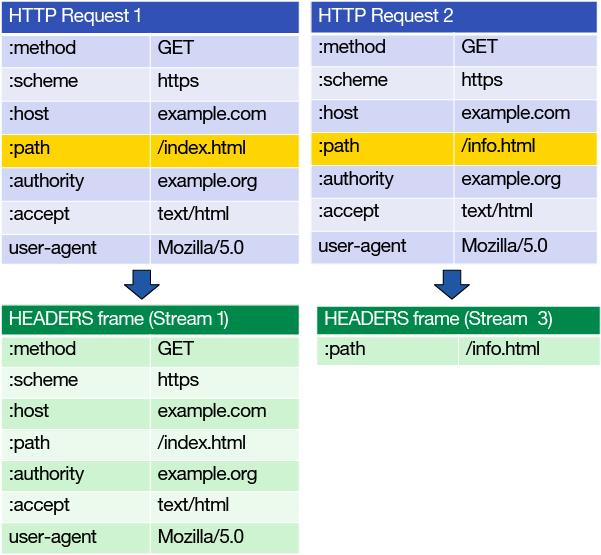 HTTP Request 1
:method GET
:scheme https
:host example.com
:path /index.html
:authority example.org
:accept text/html
user-agent Mozilla/5.0
HTTP Request 2
:method GET
:scheme https
:host example.com
:path /info.html
:authority example.org
:accept text/html
user-agent Mozilla/5.0
HEADERS frame (Stream 1)
:method GET
:scheme https
:host example.com
:path /index.html
:authority example.org
:accept text/html
user-agent Mozilla/5.0
HEADERS frame (Stream 3)
:path /info.html